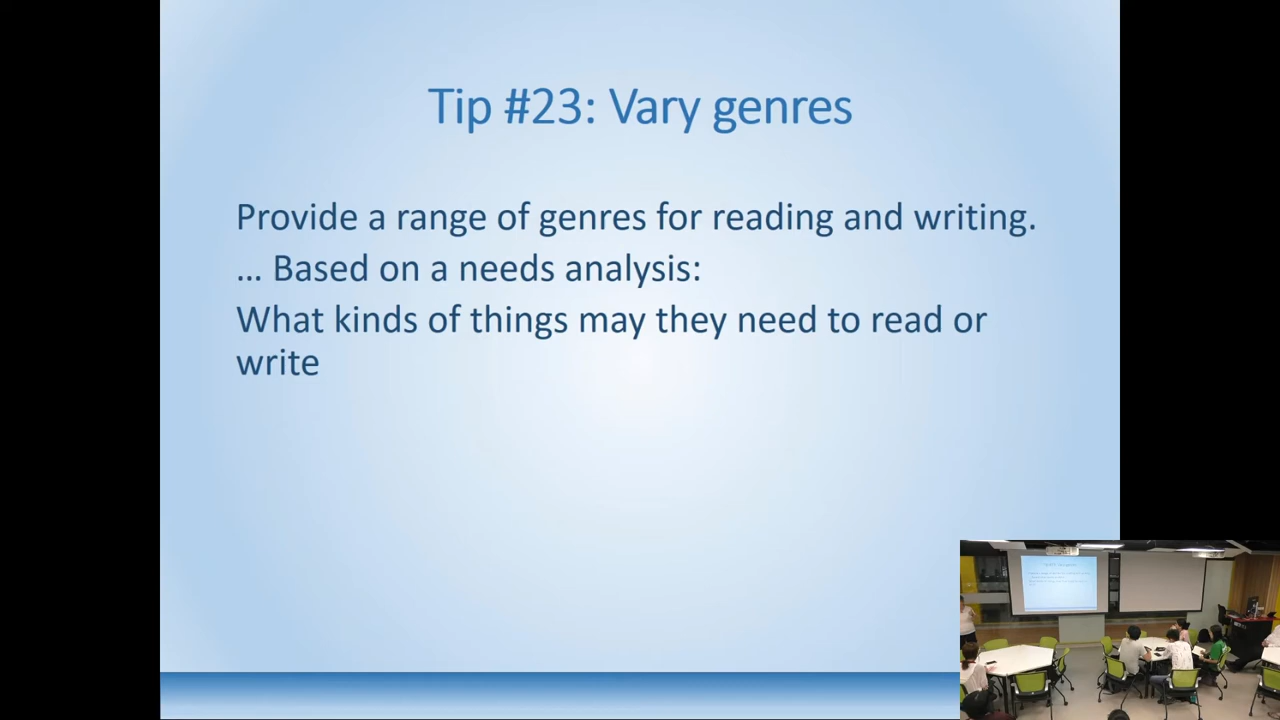 Tip #23: Vary genres
Provide a range of genres for reading and writing.
… Based on a needs analysis:
What kinds of things may they need to read or
write